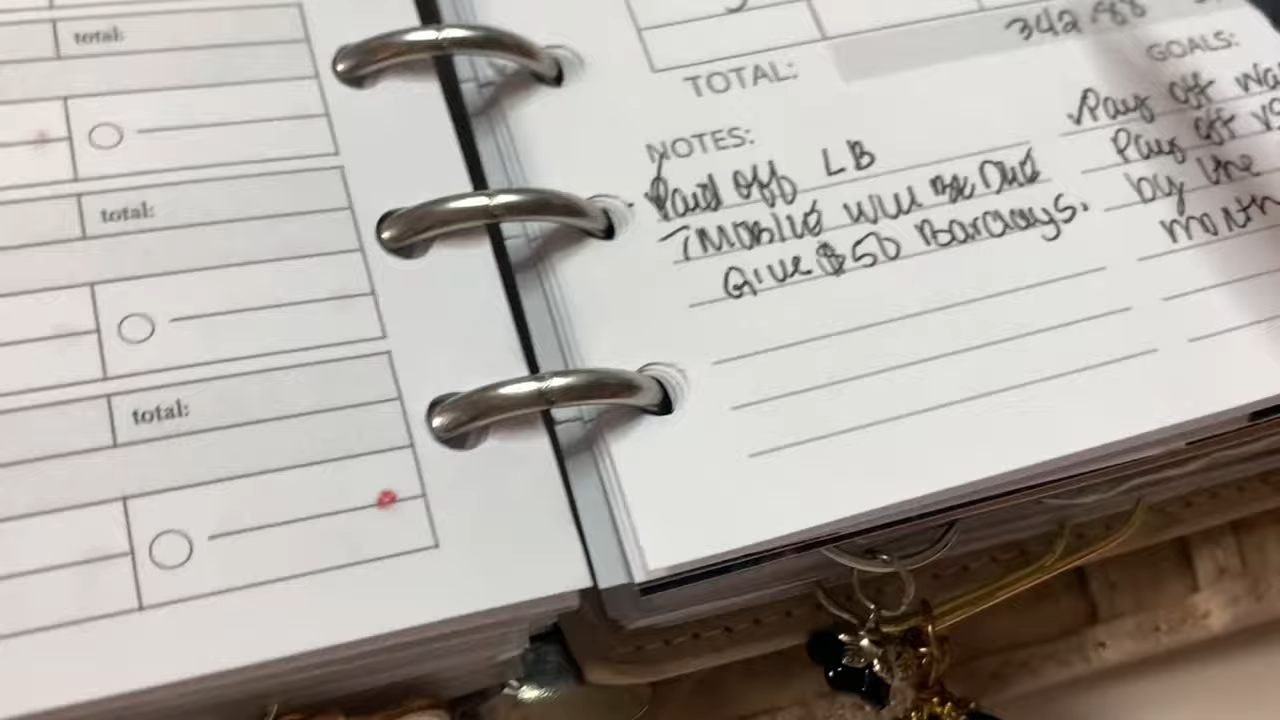 total:
total:
total:
342.88
TOTAL:
NOTES:
Paid off LB
TMobile will be Due
Give $50 Barclays.
GOALS:
Pay off
Pay off
by the
month